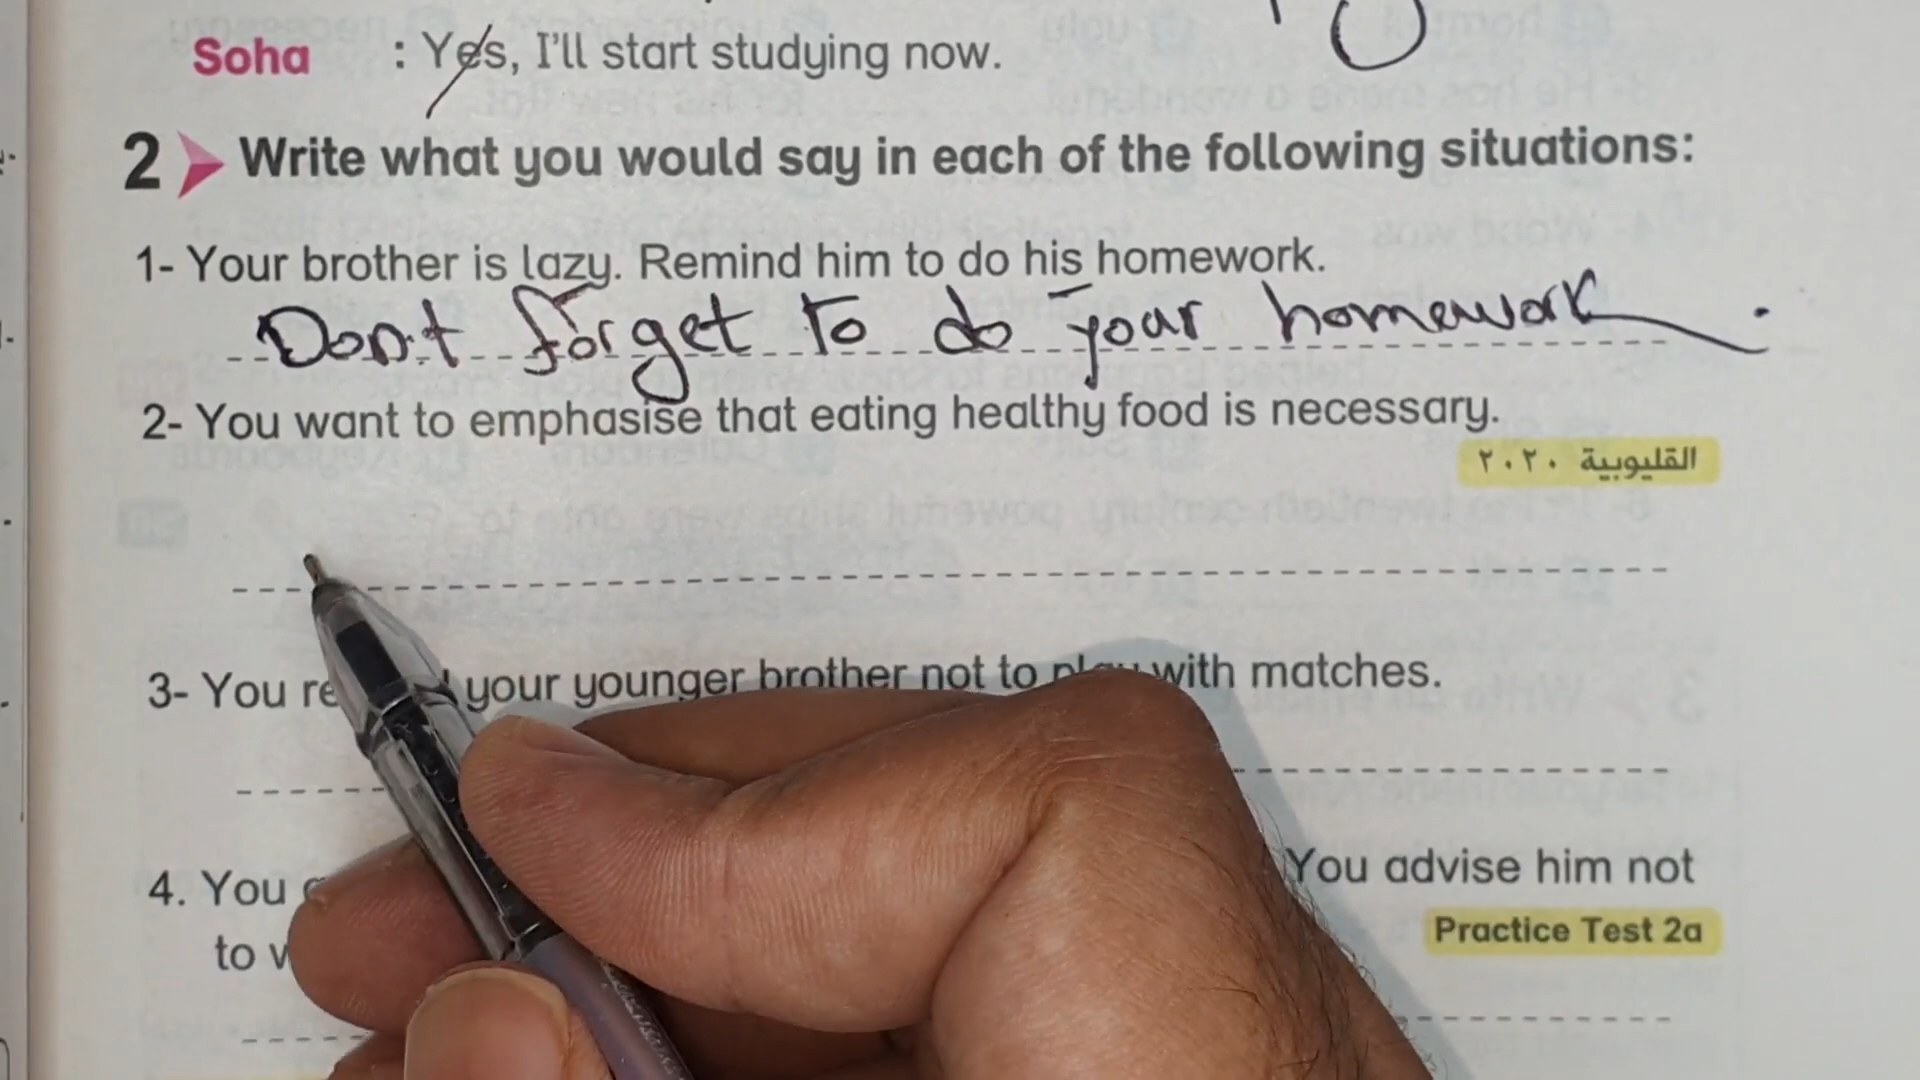 Soha : Yes, I'll start studying now.
2 Write what you would say in each of the following situations:
1- Your brother is lazy. Remind him to do his homework.
Don't forget to do your homework.
2- You want to emphasise that eating healthy food is necessary.
القليوبية ٢٠٢٠
3- You your younger brother not to play with matches.
4. You You advise him not
to
Practice Test 2a